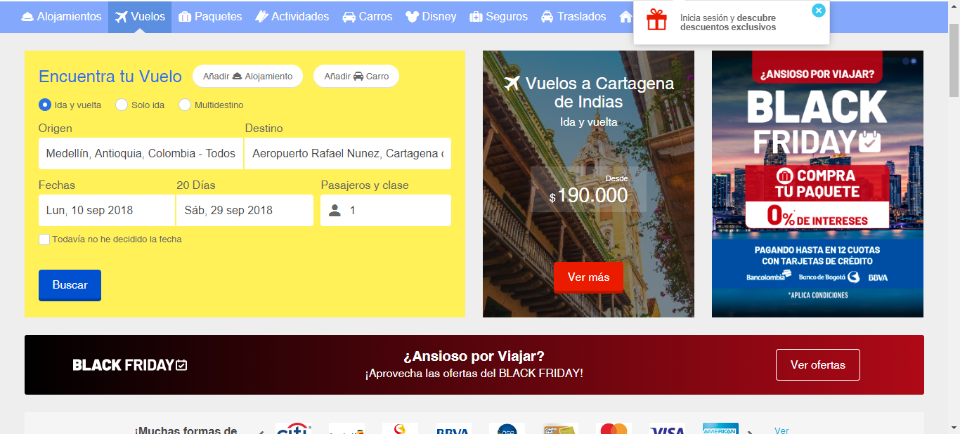 Alojamientos Vuelos Paquetes Actividades Carros Disney Seguros Traslados
Inicia sesión y descubre
descuentos exclusivos
Encuentra tu Vuelo Añadir Alojamiento Añadir Carro
Ida y vuelta Solo ida Multidestino
Origen Destino
Medellín, Antioquia, Colombia - Todos Aeropuerto Rafael Nunez, Cartagena
Fechas 20 Días Pasajeros y clase
Lun, 10 sep 2018 Sáb, 29 sep 2018 1
Todavía no he decidido la fecha
Buscar
Vuelos a Cartagena
de Indias
Ida y vuelta
Desde
$190.000
Ver más
¿ANSIOSO POR VIAJAR?
BLACK
FRIDAY
COMPRA
TU PAQUETE
0%* DE INTERESES
PAGANDO HASTA EN 12 CUOTAS
CON TARJETAS DE CRÉDITO
Bancolombia Banco de Bogotá BBVA
*APLICA CONDICIONES
BLACK FRIDAY
¿Ansioso por Viajar?
¡Aprovecha las ofertas del BLACK FRIDAY!
Ver ofertas
¡Muchas formas de
citi BBVA VISA AMERICAN
Ver